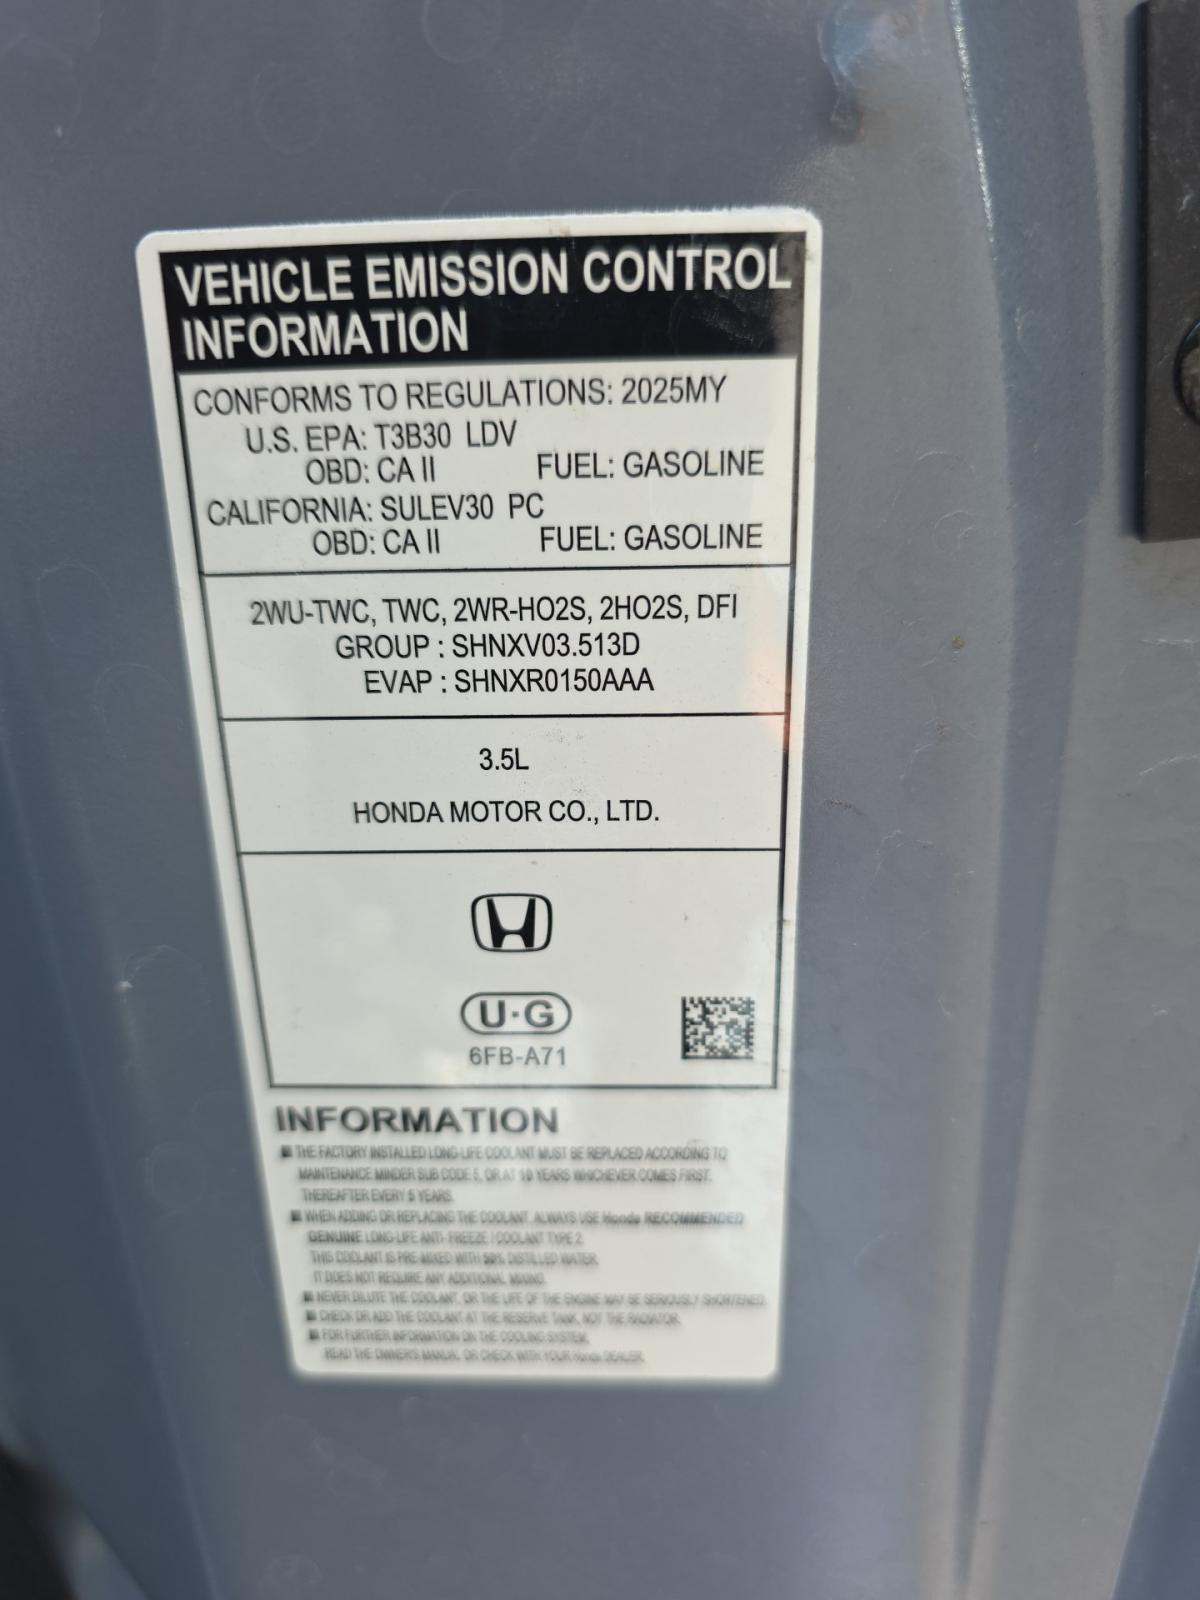 VEHICLE EMISSION CONTROL
INFORMATION
CONFORMS TO REGULATIONS: 2025MY
U.S. EPA: T3B30 LDV
OBD: CA II FUEL: GASOLINE
CALIFORNIA: SULEV30 PC
OBD: CA II FUEL: GASOLINE
2WU-TWC, TWC, 2WR-HO2S, 2HO2S, DFI
GROUP : SHNXV03.513D
EVAP : SHNXR0150AAA
3.5L
HONDA MOTOR CO., LTD.
U·G
6FB-A71
INFORMATION
■ THE FACTORY INSTALLED LONG-LIFE COOLANT MUST BE REPLACED ACCORDING TO
MAINTENANCE MINDER SUB CODE 5, OR AT 10 YEARS WHICHEVER COMES FIRST.
THEREAFTER EVERY 5 YEARS.
■ WHEN ADDING OR REPLACING THE COOLANT, ALWAYS USE Honda RECOMMENDED
GENUINE LONG-LIFE ANTI-FREEZE / COOLANT TYPE 2.
THIS COOLANT IS PRE-MIXED WITH 50% DISTILLED WATER.
IT DOES NOT REQUIRE ANY ADDITIONAL MIXING.
■ NEVER DILUTE THE COOLANT, OR THE LIFE OF THE ENGINE MAY BE SERIOUSLY SHORTENED.
■ CHECK OR ADD THE COOLANT AT THE RESERVE TANK, NOT THE RADIATOR.
■ FOR FURTHER INFORMATION ON THE COOLING SYSTEM,
READ THE OWNER'S MANUAL OR CHECK WITH YOUR Honda DEALER.